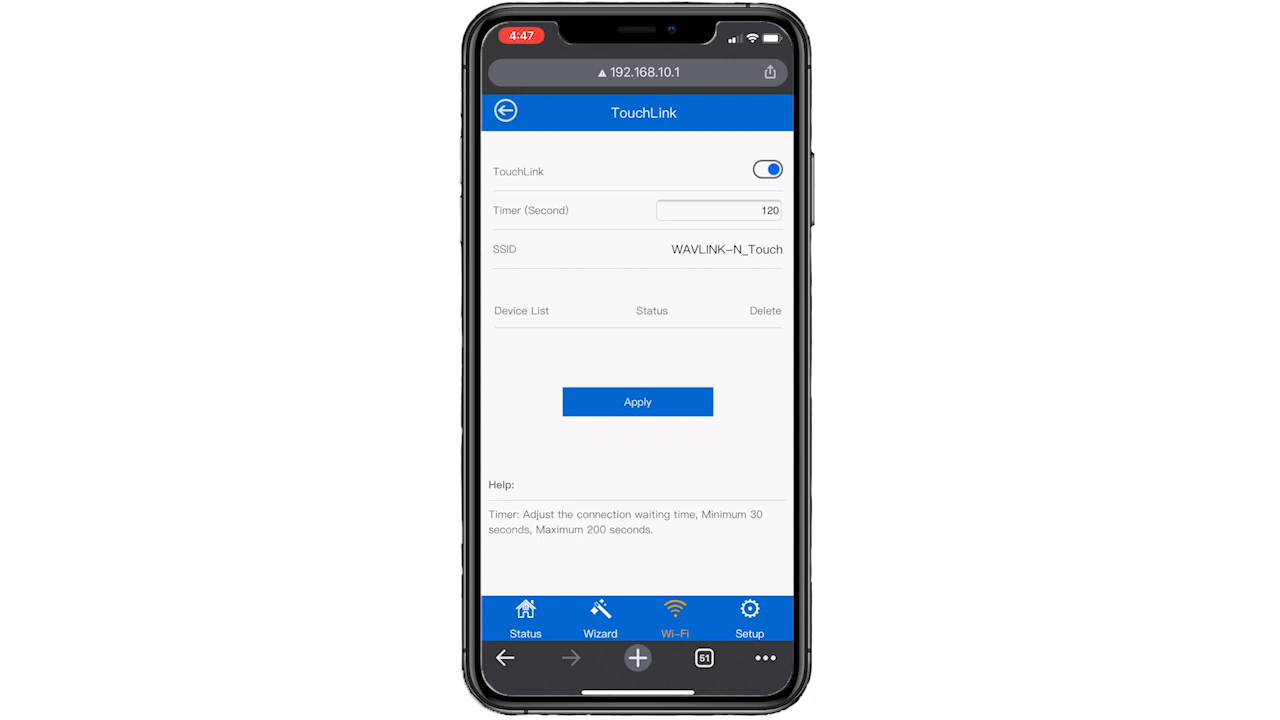 4:47
192.168.10.1
TouchLink
TouchLink
Timer (Second) 120
SSID WAVLINK-N_Touch
Device List Status Delete
Apply
Help:
Timer: Adjust the connection waiting time, Minimum 30
seconds, Maximum 200 seconds.
Status Wizard Wi-Fi Setup
51